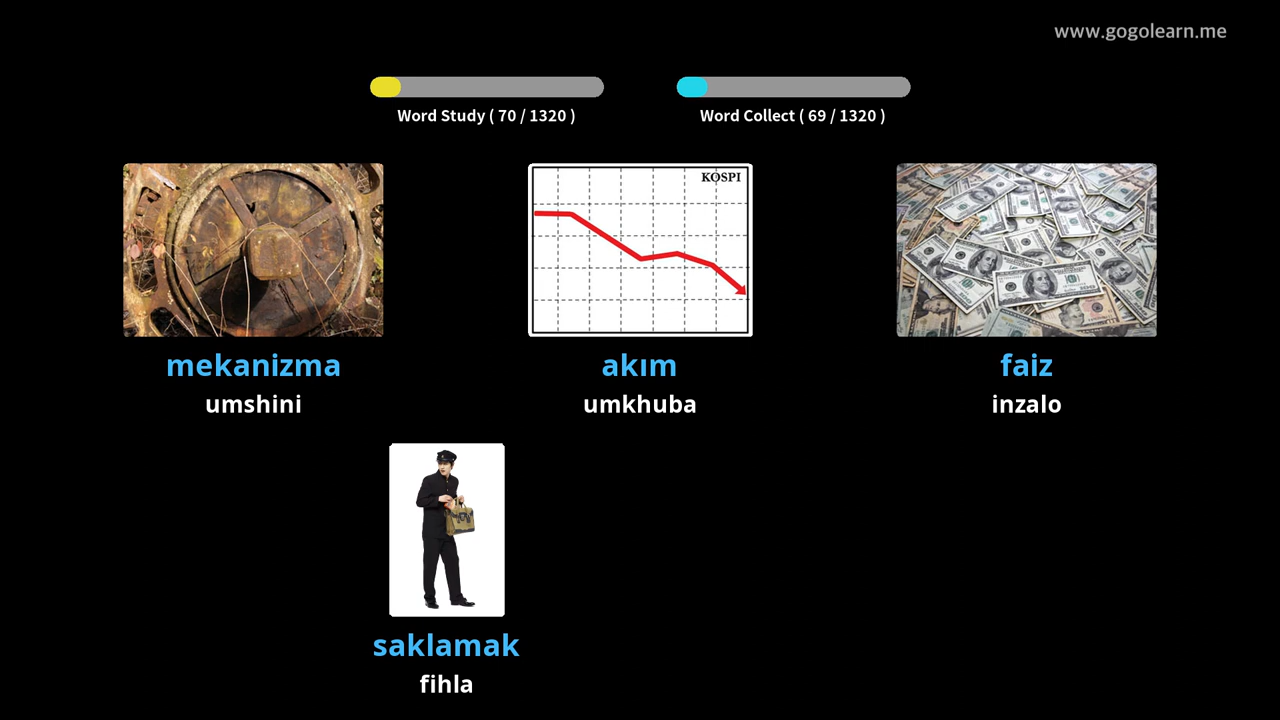 www.gogolearn.me
Word Study ( 70 / 1320 )
Word Collect ( 69 / 1320 )
KOSPI
mekanizma
umshini
akım
umkhuba
faiz
inzalo
saklamak
fihla